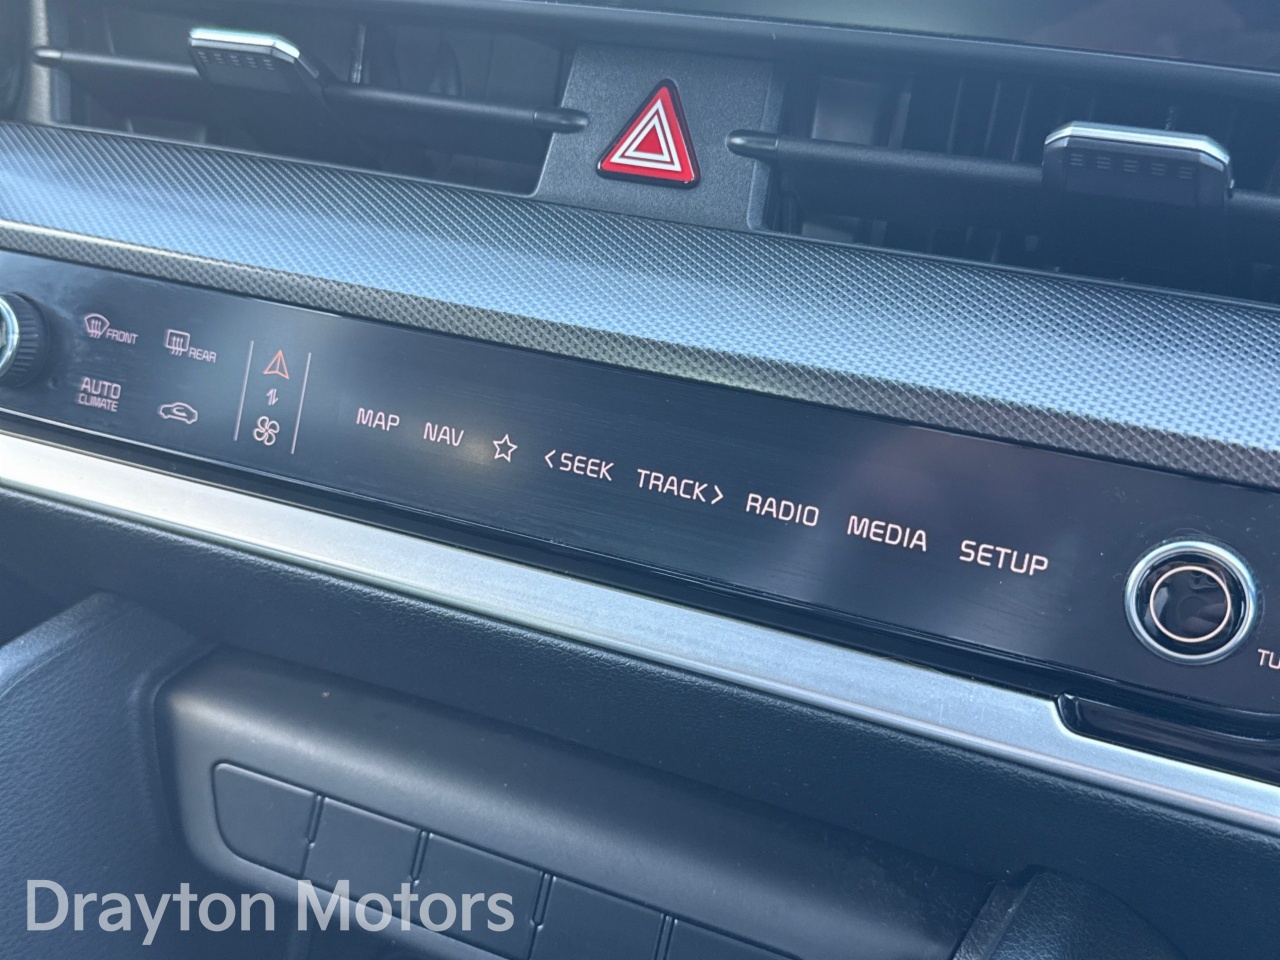 FRONT
REAR
AUTO
CLIMATE
MAP NAV <SEEK TRACK> RADIO MEDIA SETUP
Drayton Motors